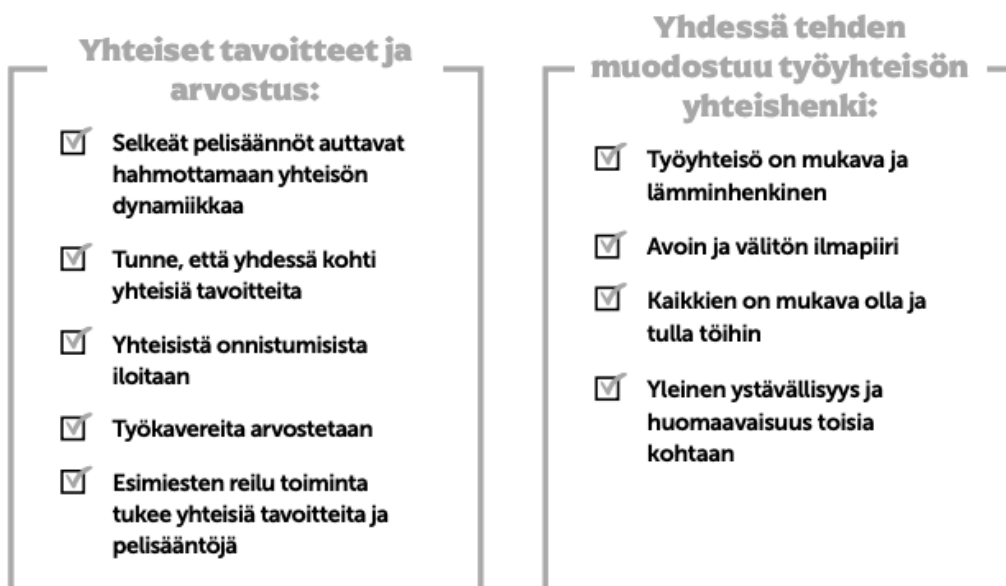 Yhteiset tavoitteet ja
arvostus:
Selkeät pelisäännöt auttavat
hahmottamaan yhteisön
dynamiikkaa
Tunne, että yhdessä kohti
yhteisiä tavoitteita
Yhteisistä onnistumisista
iloitaan
Työkavereita arvostetaan
Esimiesten reilu toiminta
tukee yhteisiä tavoitteita ja
pelisääntöjä
Yhdessä tehden
muodostuu työyhteisön
yhteishenki:
Työyhteisö on mukava ja
lämminhenkinen
Avoin ja välitön ilmapiiri
Kaikkien on mukava olla ja
tulla töihin
Yleinen ystävällisyys ja
huomaavaisuus toisia
kohtaan